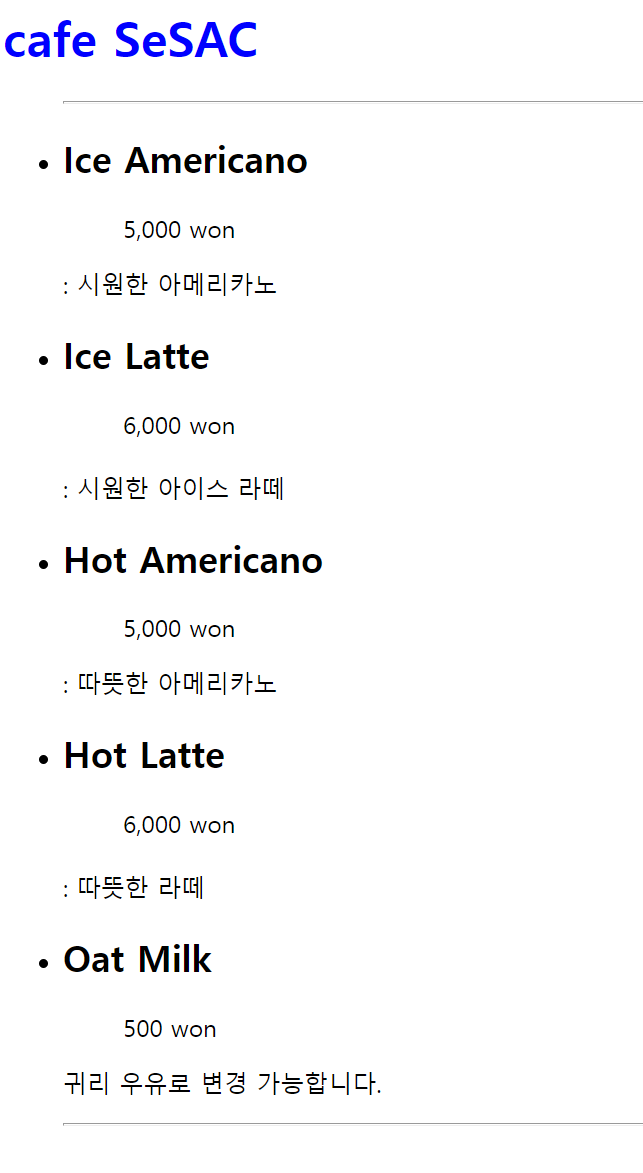 cafe SeSAC
Ice Americano
5,000 won
: 시원한 아메리카노
Ice Latte
6,000 won
: 시원한 아이스 라떼
Hot Americano
5,000 won
: 따뜻한 아메리카노
Hot Latte
6,000 won
: 따뜻한 라떼
Oat Milk
500 won
귀리 우유로 변경 가능합니다.